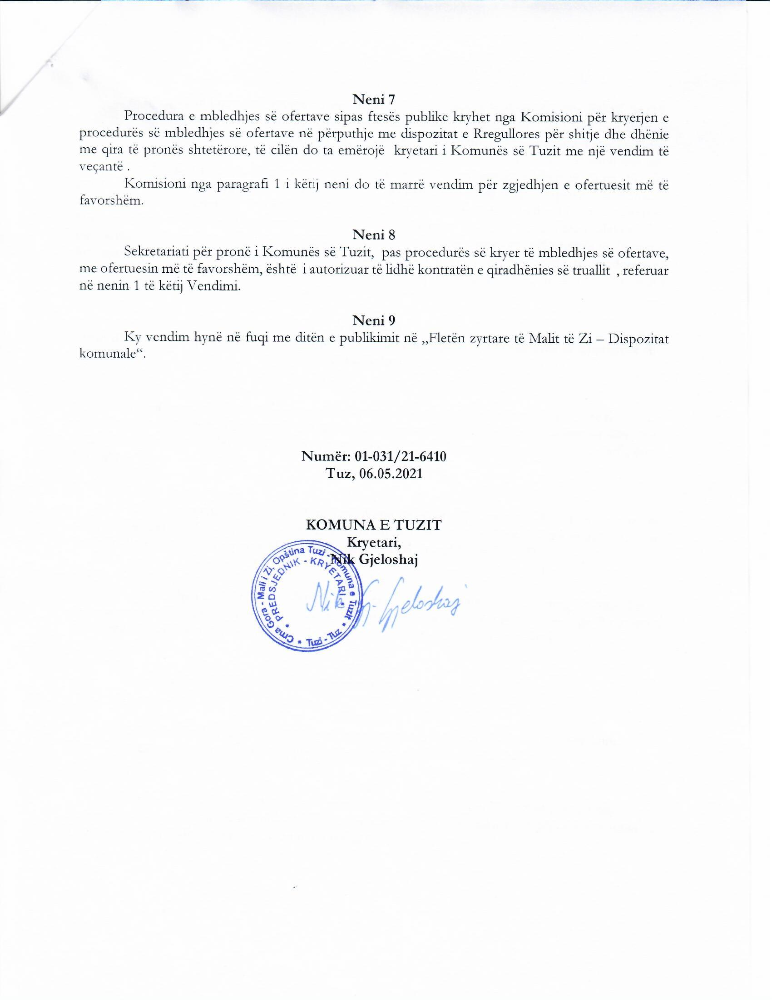 Neni 7
Procedura e mbledhjes së ofertave sipas ftesës publike kryhet nga Komisioni për kryerjen e
procedurës së mbledhjes së ofertave në përputhje me dispozitat e Rregullores për shitje dhe dhënie
me qira të pronës shtetërore, të cilën do ta emërojë kryetari i Komunës së Tuzit me një vendim të
veçantë .
Komisioni nga paragrafi 1 i këtij neni do të marrë vendim për zgjedhjen e ofertuesit më të
favorshëm.
Neni 8
Sekretariati për pronë i Komunës së Tuzit, pas procedurës së kryer të mbledhjes së ofertave,
me ofertuesin më të favorshëm, është i autorizuar të lidhë kontratën e qiradhënies së truallit , referuar
në nenin 1 të këtij Vendimi.
Neni 9
Ky vendim hynë në fuqi me ditën e publikimit në „Fletën zyrtare të Malit të Zi – Dispozitat
komunale“.
Numër: 01-031/21-6410
Tuz, 06.05.2021
KOMUNA E TUZIT
Kryetari,
Nik Gjeloshaj
Crna Gora - Mali i Zi, Opština Tuzi - Komuna e Tuzit * Tuzi - Tuz *
* PREDSJEDNIK - KRYETARI *
Nik Gjeloshaj